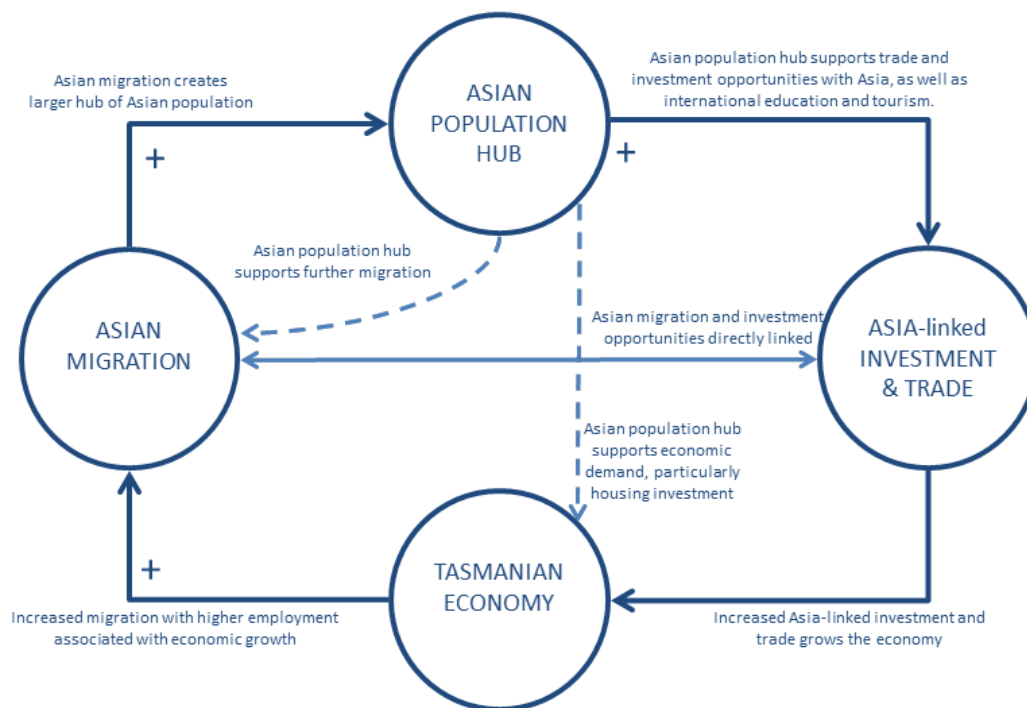 Asian migration creates
larger hub of Asian population
+
ASIAN
POPULATION
HUB
Asian population hub supports trade and
investment opportunities with Asia, as well as
international education and tourism.
+
Asian population hub
supports further migration
ASIAN
MIGRATION
Asian migration and investment
opportunities directly linked
ASIA-linked
INVESTMENT
& TRADE
Asian population hub
supports economic
demand, particularly
housing investment
+
Increased migration with higher employment
associated with economic growth
TASMANIAN
ECONOMY
Increased Asia-linked investment and
trade grows the economy